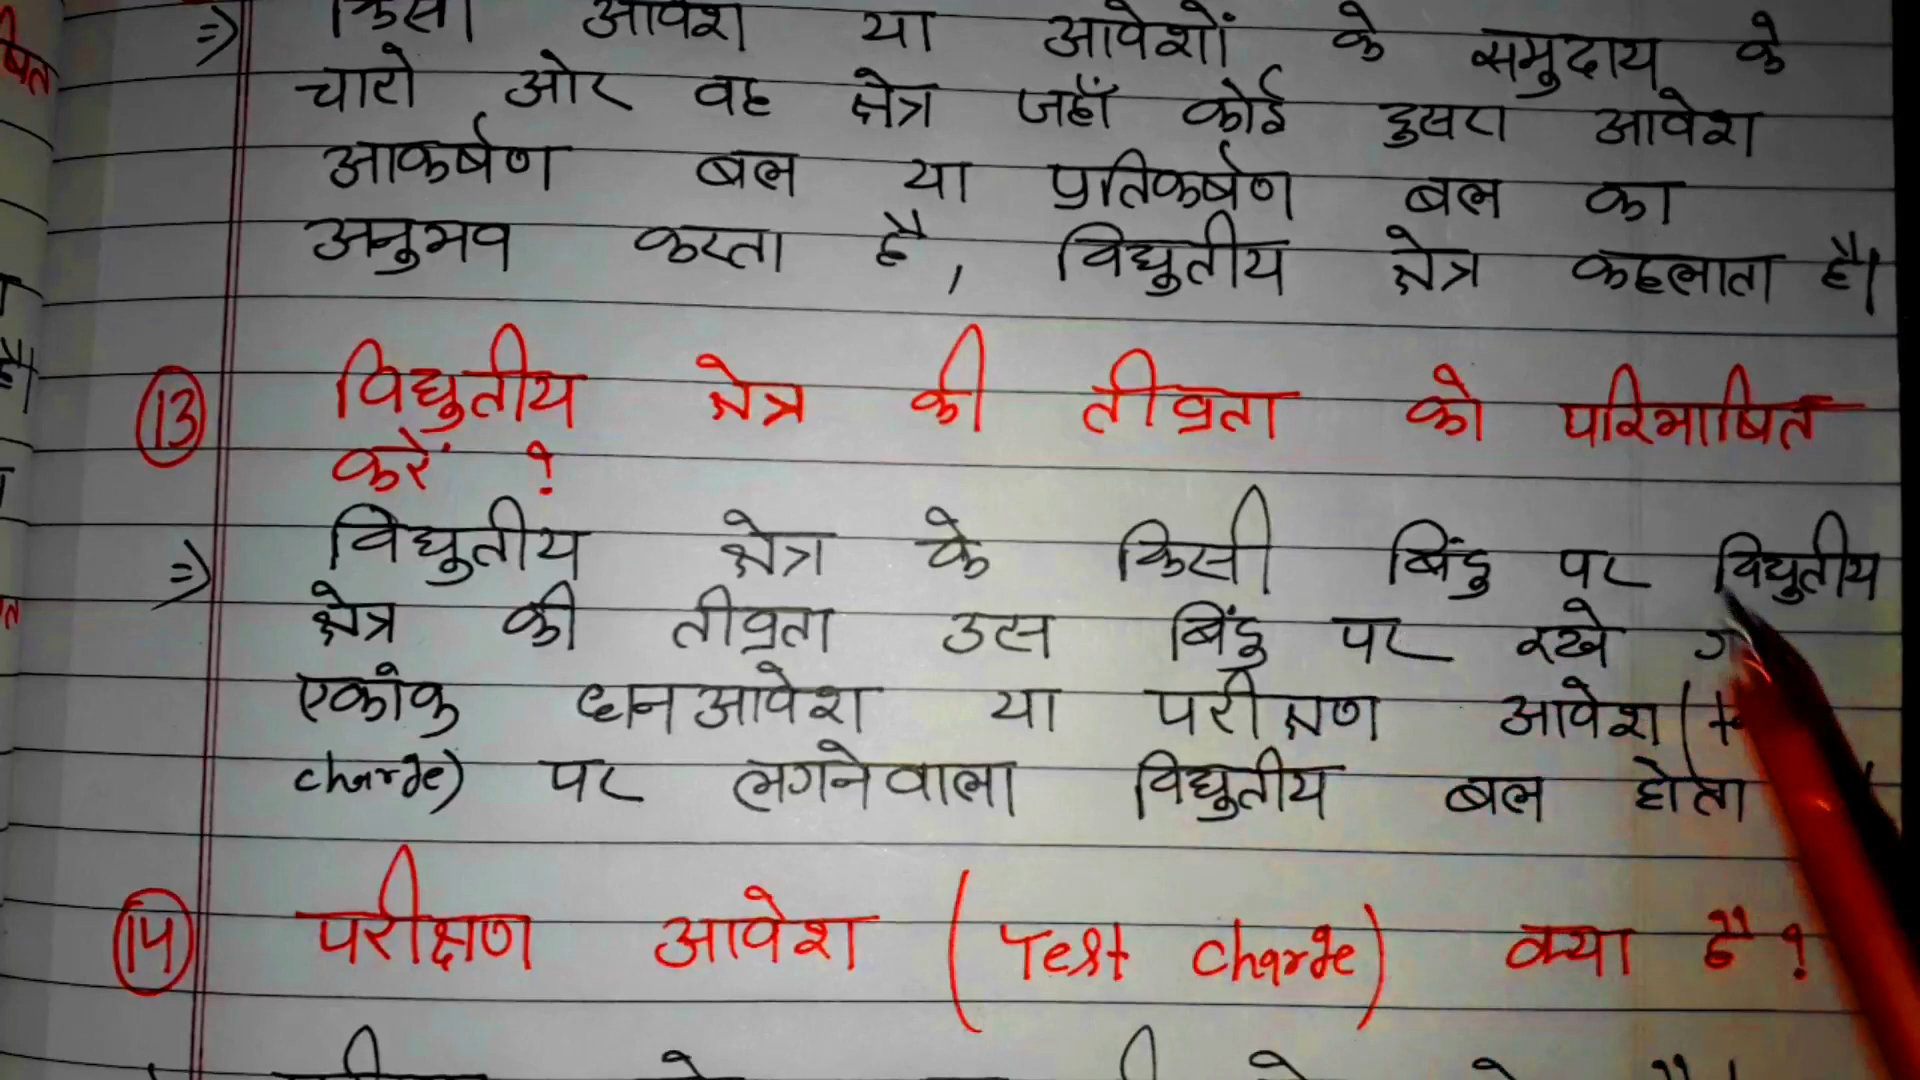 ⇒ किसी आवेश या आवेशों के समुदाय के
चारो ओर वह क्षेत्र जहाँ कोई दुसरा आवेश
आकर्षण बल या प्रतिकर्षण बल का
अनुभव करता है, विद्युतीय क्षेत्र कहलाता है।
13 विद्युतीय क्षेत्र की तीव्रता को परिभाषित
करें ?
⇒ विद्युतीय क्षेत्र के किसी बिंदु पर विद्युतीय
क्षेत्र की तीव्रता उस बिंदु पर रखे
एकांक धनआवेश या परीक्षण आवेश (
charge) पर लगनेवाला विद्युतीय बल होता
14 परीक्षण आवेश (Test charge) क्या है ?